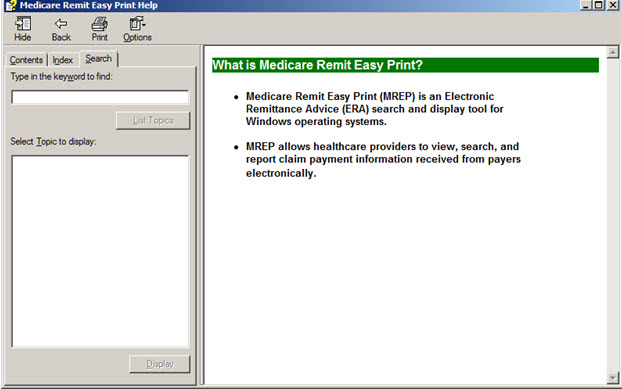 Medicare Remit Easy Print Help
Hide Back Print Options
Contents Index Search
Type in the keyword to find:
List Topics
Select Topic to display:
Display
What is Medicare Remit Easy Print?
• Medicare Remit Easy Print (MREP) is an Electronic
Remittance Advice (ERA) search and display tool for
Windows operating systems.
• MREP allows healthcare providers to view, search, and
report claim payment information received from payers
electronically.